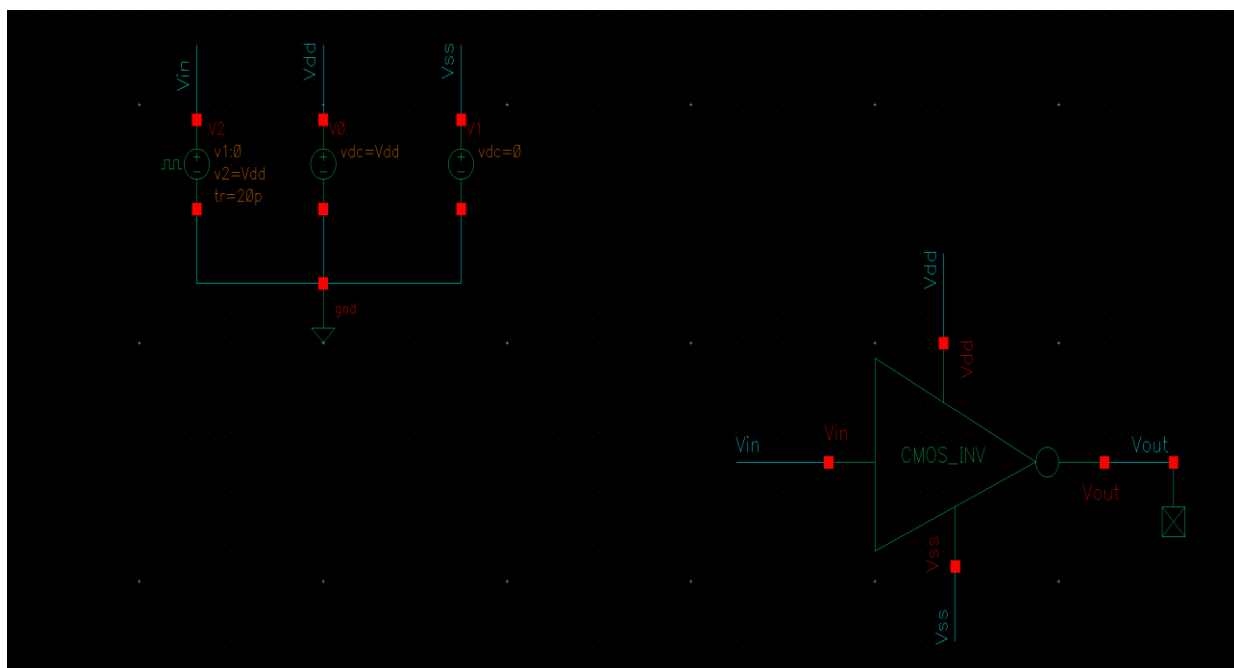 Vin
Vdd
Vss
V2
V0
V1
v1:0
v2=Vdd
tr=20p
vdc=Vdd
vdc=0
gnd
Vdd
Vdd
Vin
Vin
CMOS_INV
Vout
Vout
Vss
Vss